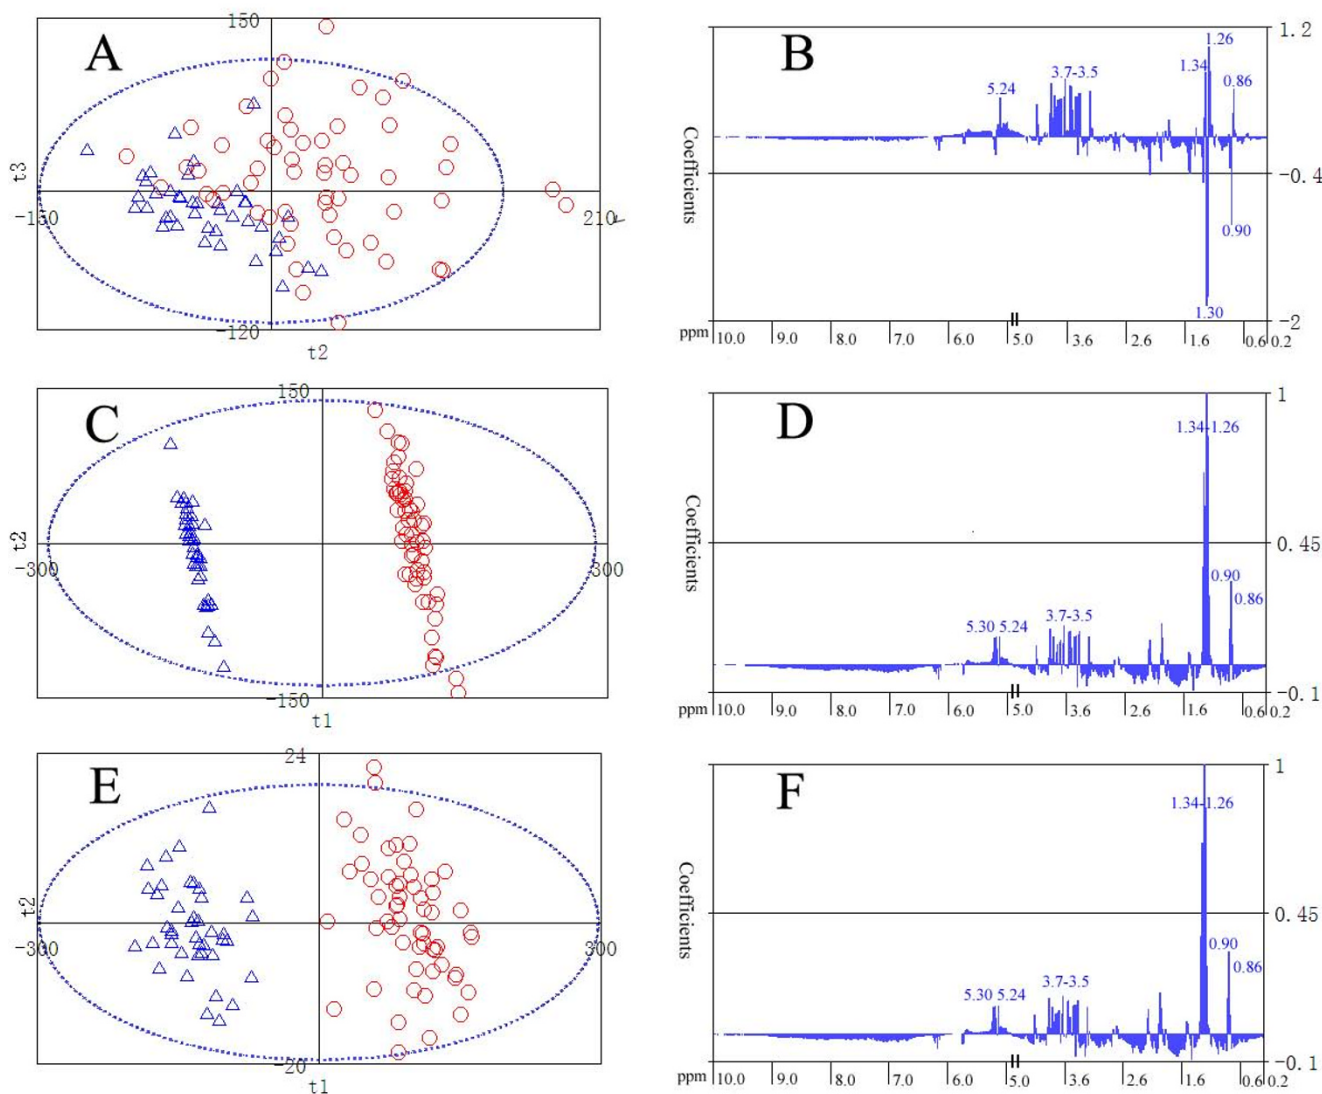 A
150
t3
-150
210
-120
t2
B
1.2
1.26
1.34
0.86
3.7-3.5
5.24
Coefficients
-0.4
0.90
1.30
-2
ppm 10.0 9.0 8.0 7.0 6.0 5.0 3.6 2.6 1.6 0.6 0.2
C
150
t2
-300
300
-150
t1
D
1
1.34-1.26
Coefficients
0.45
0.90
0.86
5.30 5.24
3.7-3.5
-0.1
ppm 10.0 9.0 8.0 7.0 6.0 5.0 3.6 2.6 1.6 0.6 0.2
E
24
t2
-300
300
-20
t1
F
1
1.34-1.26
Coefficients
0.45
0.90
0.86
5.30 5.24
3.7-3.5
-0.1
ppm 10.0 9.0 8.0 7.0 6.0 5.0 3.6 2.6 1.6 0.6 0.2